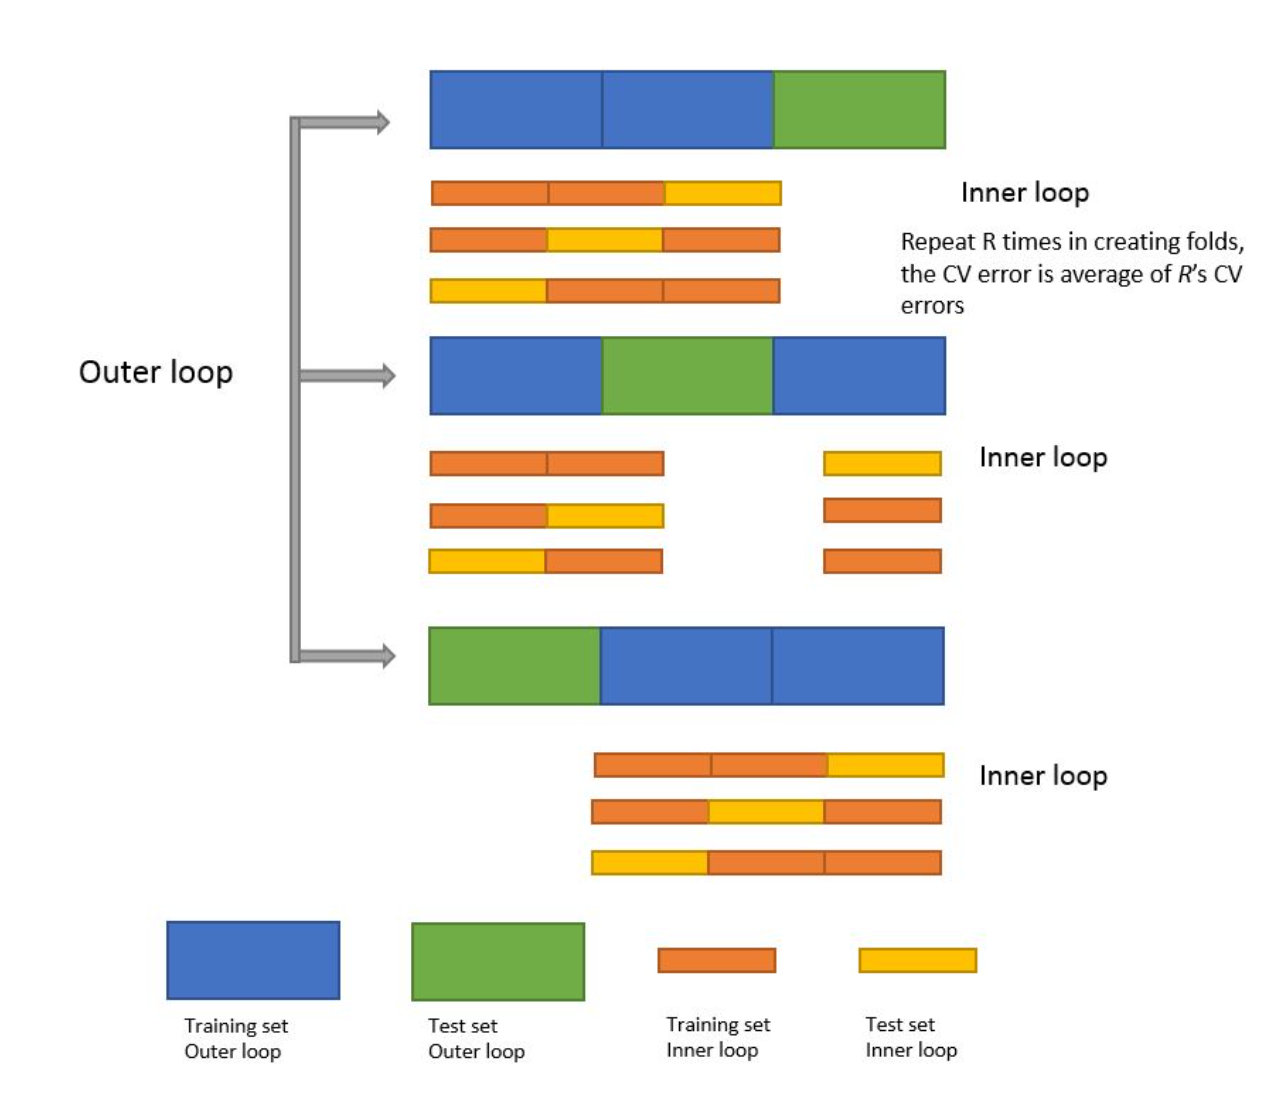 Inner loop
Repeat R times in creating folds,
the CV error is average of R's CV
errors
Outer loop
Inner loop
Inner loop
Training set
Outer loop
Test set
Outer loop
Training set
Inner loop
Test set
Inner loop